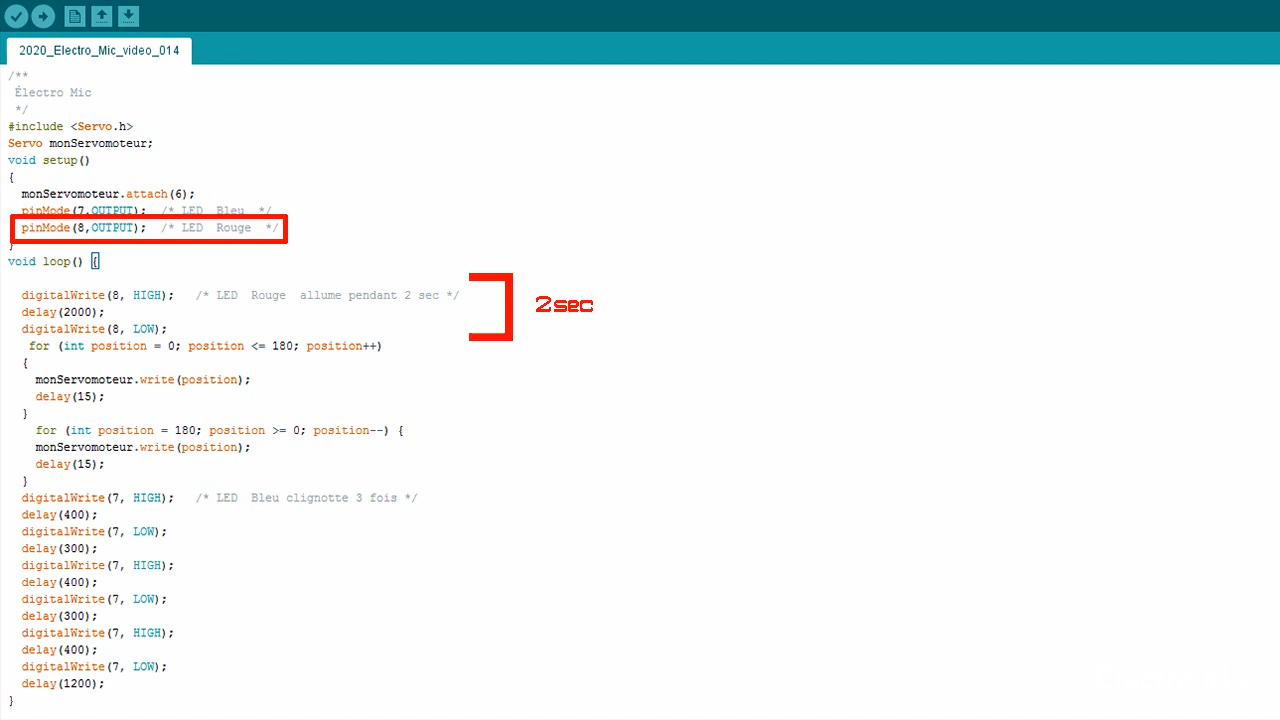 2020_Electro_Mic_video_014
/**
Électro Mic
*/
#include <Servo.h>
Servo monServomoteur;
void setup()
{
monServomoteur.attach(6);
pinMode(7,OUTPUT); /* LED Bleu */
pinMode(8,OUTPUT); /* LED Rouge */
}
void loop() {
digitalWrite(8, HIGH); /* LED Rouge allume pendant 2 sec */
2sec
delay(2000);
digitalWrite(8, LOW);
for (int position = 0; position <= 180; position++)
{
monServomoteur.write(position);
delay(15);
}
for (int position = 180; position >= 0; position--) {
monServomoteur.write(position);
delay(15);
}
digitalWrite(7, HIGH); /* LED Bleu clignotte 3 fois */
delay(400);
digitalWrite(7, LOW);
delay(300);
digitalWrite(7, HIGH);
delay(400);
digitalWrite(7, LOW);
delay(300);
digitalWrite(7, HIGH);
delay(400);
digitalWrite(7, LOW);
delay(1200);
}